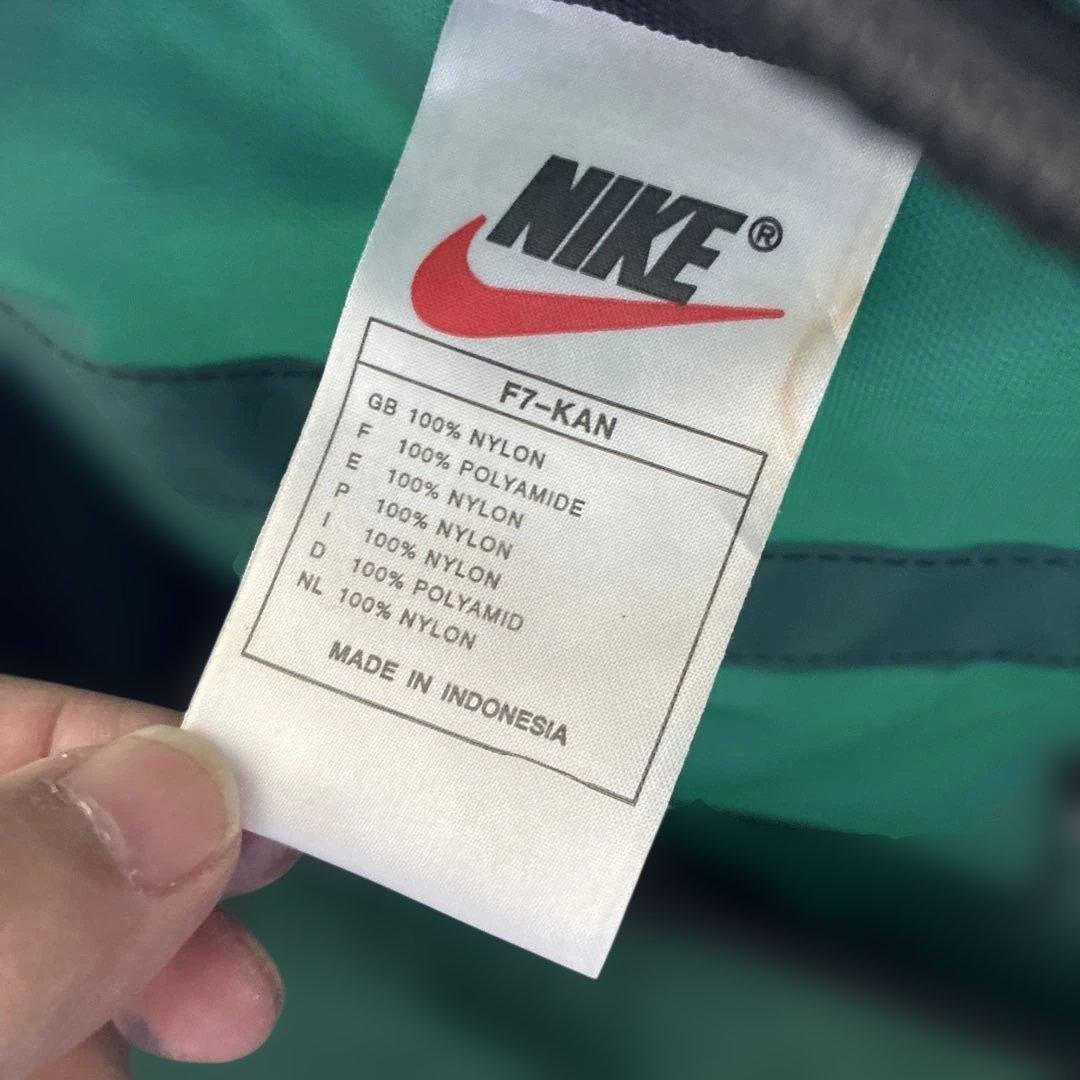 NIKE®
F7-KAN
GB 100% NYLON
F 100% POLYAMIDE
E 100% NYLON
P 100% NYLON
I 100% NYLON
D 100% POLYAMID
NL 100% NYLON
MADE IN INDONESIA